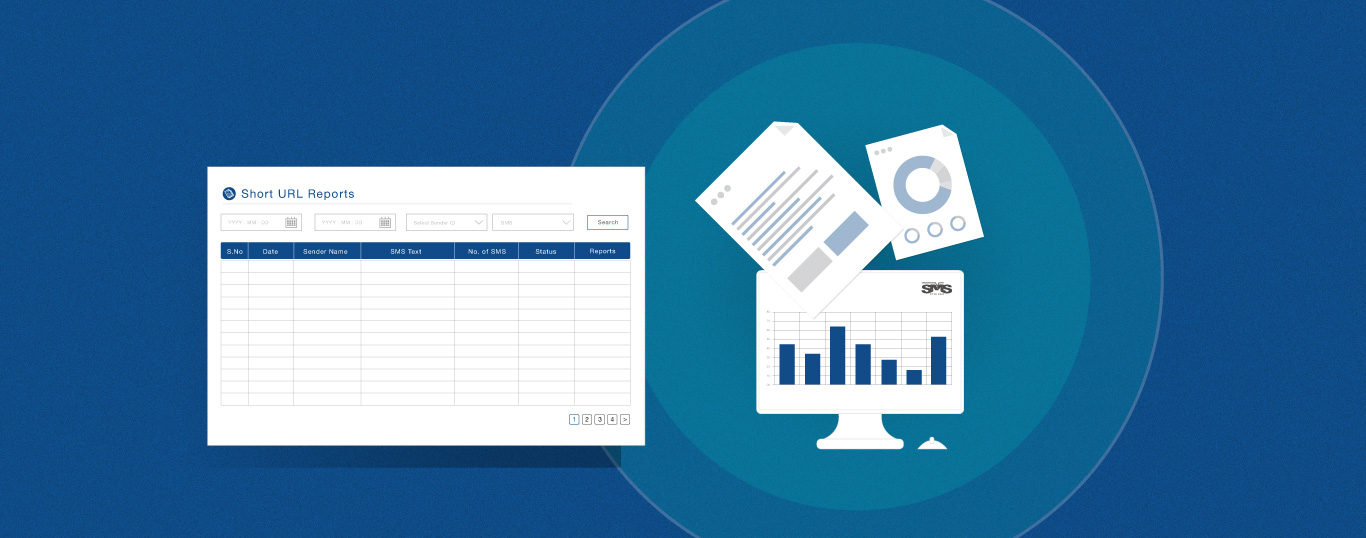 Short URL Reports
YYYY - MM - DD
YYYY - MM - DD
Select Sender ID
SMS
Search
S.No
Date
Sender Name
SMS Text
No. of SMS
Status
Reports
1
2
3
4
>
SMS